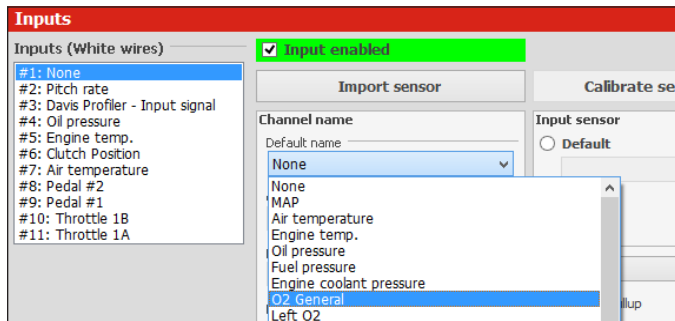 Inputs
Inputs (White wires)
#1: None
#2: Pitch rate
#3: Davis Profiler - Input signal
#4: Oil pressure
#5: Engine temp.
#6: Clutch Position
#7: Air temperature
#8: Pedal #2
#9: Pedal #1
#10: Throttle 1B
#11: Throttle 1A
Input enabled
Import sensor
Calibrate se
Channel name
Default name
None
None
MAP
Air temperature
Engine temp.
Oil pressure
Fuel pressure
Engine coolant pressure
O2 General
Left O2
Input sensor
Default
llup